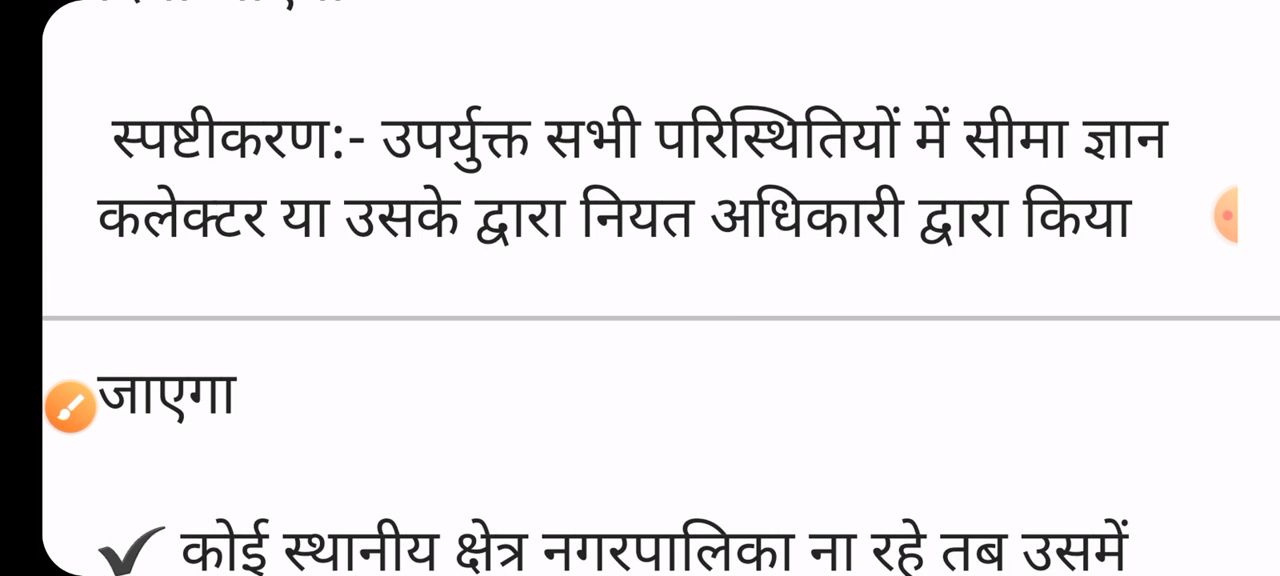 स्पष्टीकरण:- उपर्युक्त सभी परिस्थितियों में सीमा ज्ञान
कलेक्टर या उसके द्वारा नियत अधिकारी द्वारा किया
जाएगा
✔ कोई स्थानीय क्षेत्र नगरपालिका ना रहे तब उसमें